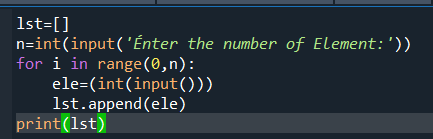 lst=[]
n=int(input('Énter the number of Element:'))
for i in range(0,n):
    ele=(int(input()))
    lst.append(ele)
print(lst)